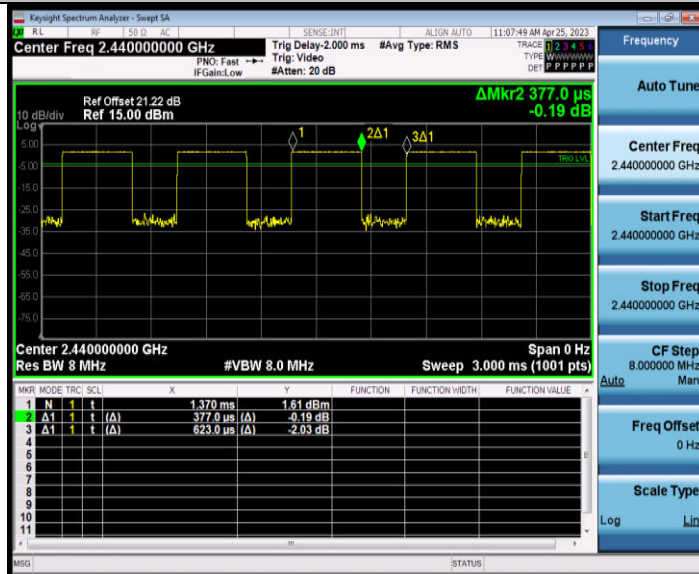 Keysight Spectrum Analyzer - Swept SA
RL RF 50 Ω AC SENSE:INT ALIGN AUTO 11:07:49 AM Apr 25, 2023
Center Freq 2.440000000 GHz Trig Delay-2.000 ms #Avg Type: RMS TRACE 1 2 3 4 5 6
PNO: Fast Trig: Video TYPE WWWWWW
IFGain:Low #Atten: 20 dB DET P P P P P P
ΔMkr2 377.0 µs
-0.19 dB
Ref Offset 21.22 dB
10 dB/div Ref 15.00 dBm
Log
1 2Δ1 3Δ1
5.00
TRIG LVL
-5.00
-15.0
-25.0
-35.0
-45.0
-55.0
-65.0
-75.0
Center 2.440000000 GHz Span 0 Hz
Res BW 8 MHz #VBW 8.0 MHz Sweep 3.000 ms (1001 pts)
MKR MODE TRC SCL X Y FUNCTION FUNCTION WIDTH FUNCTION VALUE
1 N 1 t 1.370 ms 1.61 dBm
2 Δ1 1 t (Δ) 377.0 µs (Δ) -0.19 dB
3 Δ1 1 t (Δ) 623.0 µs (Δ) -2.03 dB
4
5
6
7
8
9
10
11
MSG STATUS
Frequency
Auto Tune
Center Freq
2.440000000 GHz
Start Freq
2.440000000 GHz
Stop Freq
2.440000000 GHz
CF Step
8.000000 MHz
Auto Man
Freq Offset
0 Hz
Scale Type
Log Lin